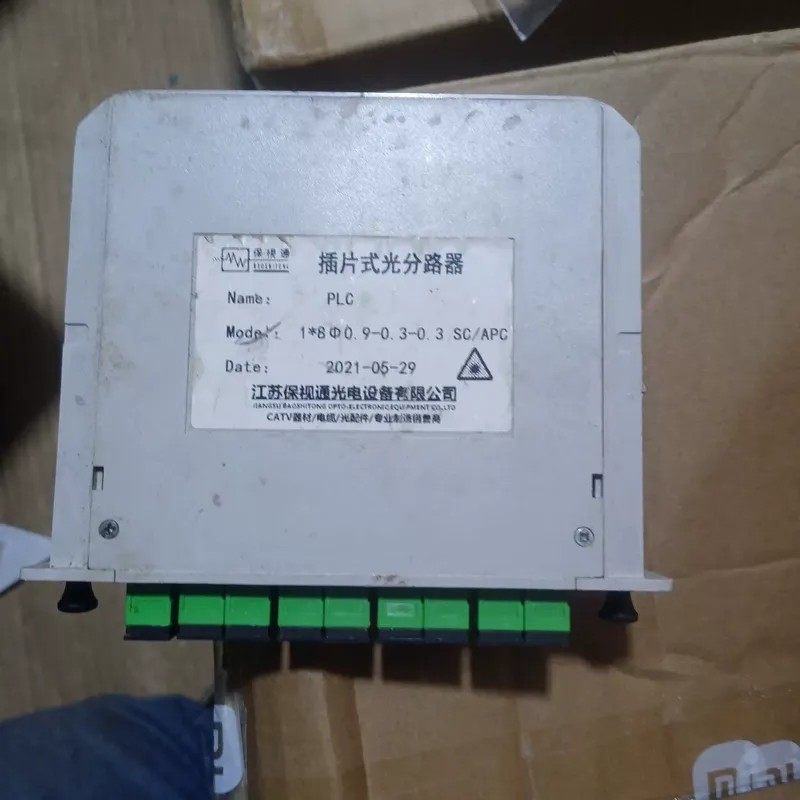 保视通
BAOSHITONG
插片式光分路器
Name: PLC
Model: 1*8Φ0.9-0.3-0.3 SC/APC
Date: 2021-05-29
江苏保视通光电设备有限公司
JIANGSU BAOSHITONG OPTO-ELECTRONIC EQUIPMENT CO.,LTD
CATV器材/电缆/光配件/专业制造销售商